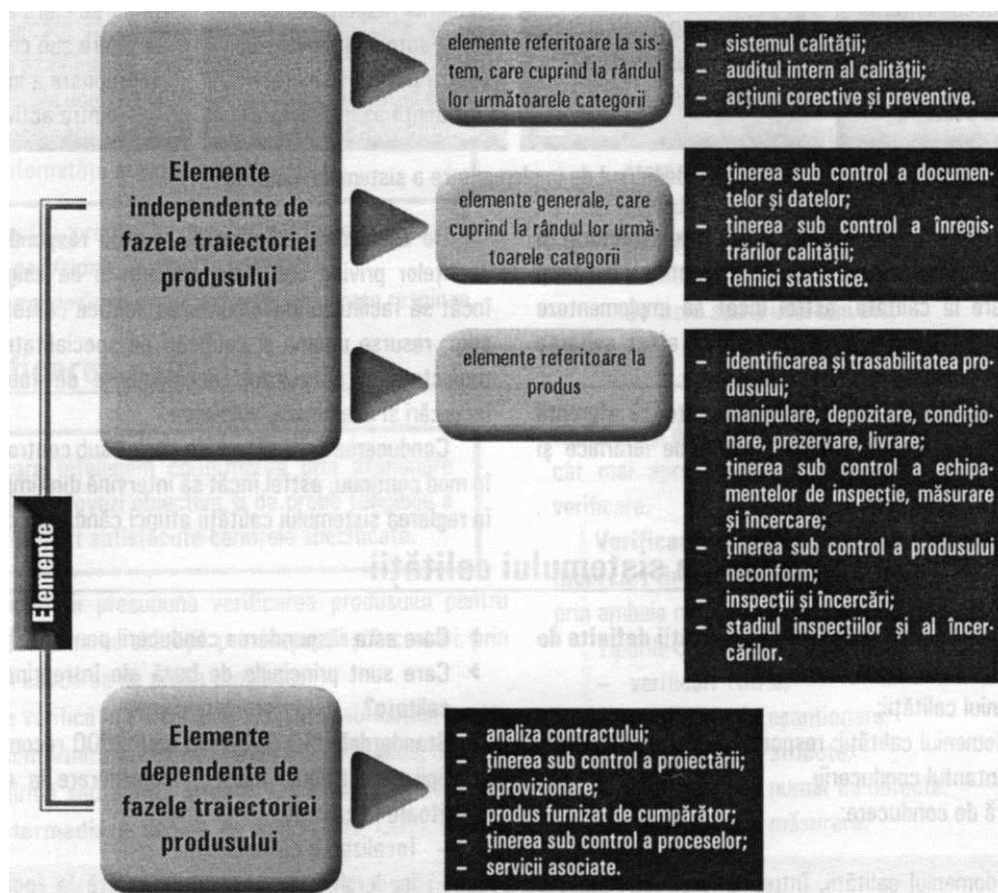 Elemente
Elemente
independente de
fazele traiectoriei
produsului
elemente referitoare la sis-
tem, care cuprind la rândul
lor următoarele categorii
– sistemul calității;
– auditul intern al calității;
– acțiuni corective și preventive.
elemente generale, care
cuprind la rândul lor urmă-
toarele categorii
– ținerea sub control a documen-
telor și datelor;
– ținerea sub control a înregis-
trărilor calității;
– tehnici statistice.
elemente referitoare la
produs
– identificarea și trasabilitatea pro-
dusului;
– manipulare, depozitare, condițio-
nare, prezervare, livrare;
– ținerea sub control a echipa-
mentelor de inspecție, măsurare
și încercare;
– ținerea sub control a produsului
neconform;
– inspecții și încercări;
– stadiul inspecțiilor și al încer-
cărilor.
Elemente
dependente de
fazele traiectoriei
produsului
– analiza contractului;
– ținerea sub control a proiectării;
– aprovizionare;
– produs furnizat de cumpărător;
– ținerea sub control a proceselor;
– servicii asociate.